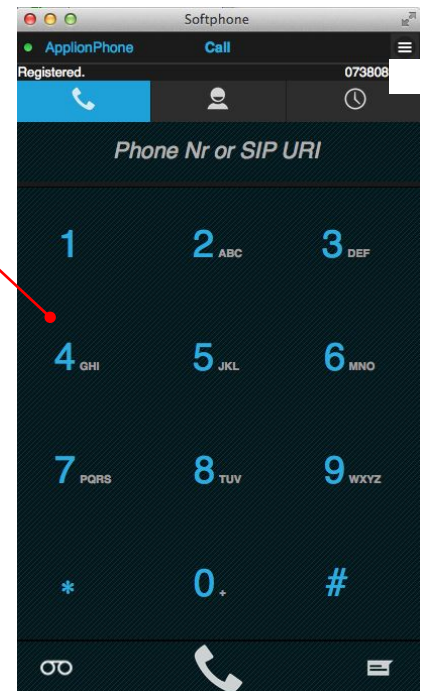 Softphone
ApplionPhone Call
Registered. 073808
Phone Nr or SIP URI
1 2 ABC 3 DEF
4 GHI 5 JKL 6 MNO
7 PQRS 8 TUV 9 WXYZ
* 0 + #